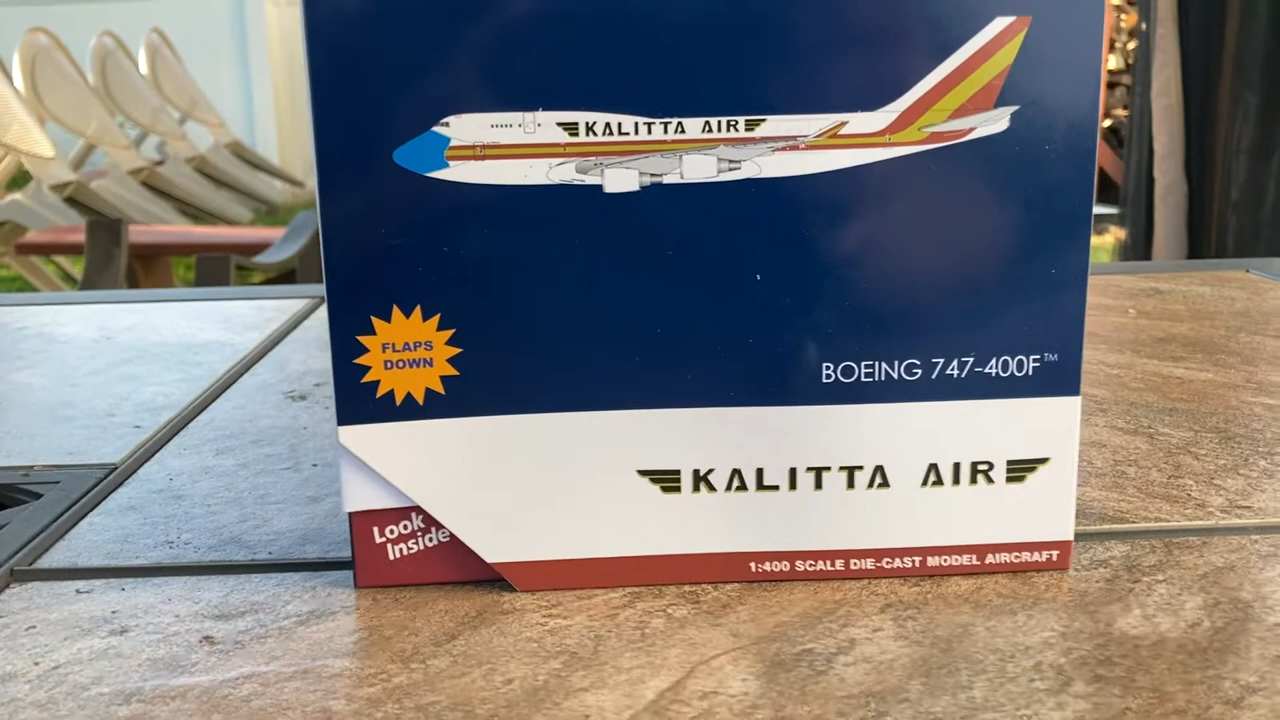 KALITTA AIR
FLAPS
DOWN
BOEING 747-400F™
KALITTA AIR
Look
Inside
1:400 SCALE DIE-CAST MODEL AIRCRAFT